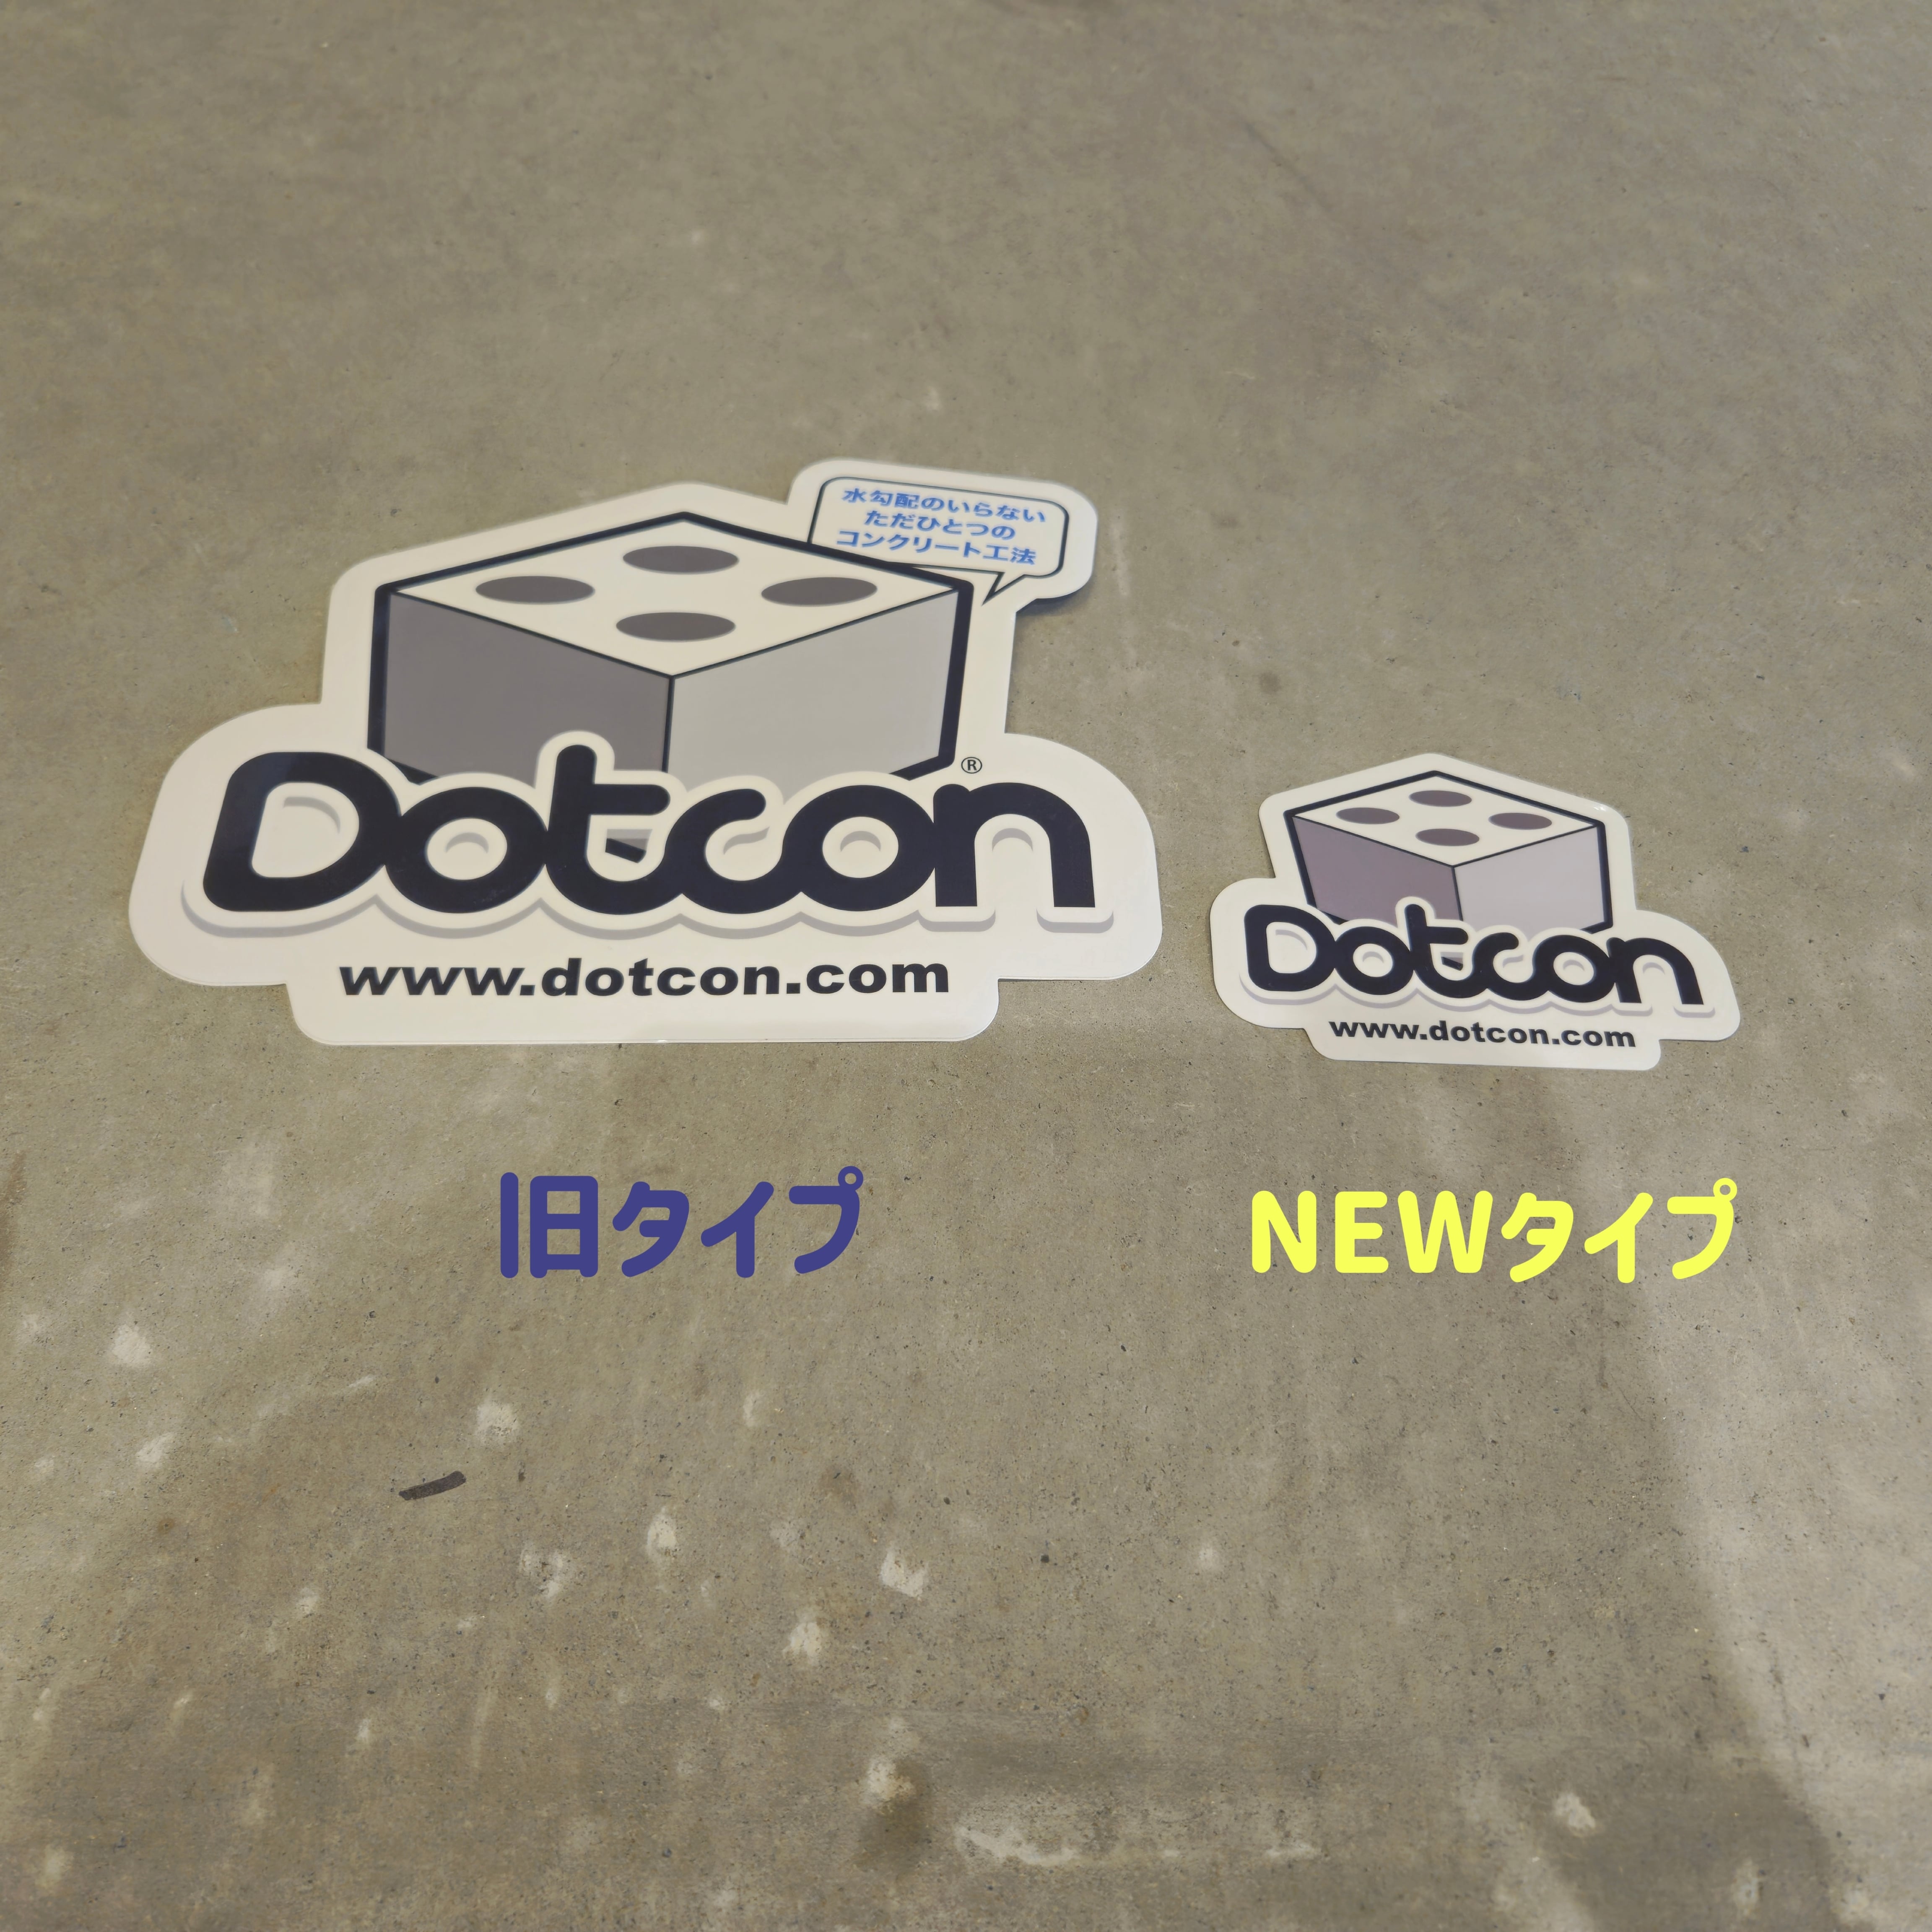 水勾配のいらない
ただひとつの
コンクリート工法
Dotcon®
www.dotcon.com
Dotcon
www.dotcon.com
旧タイプ
NEWタイプ